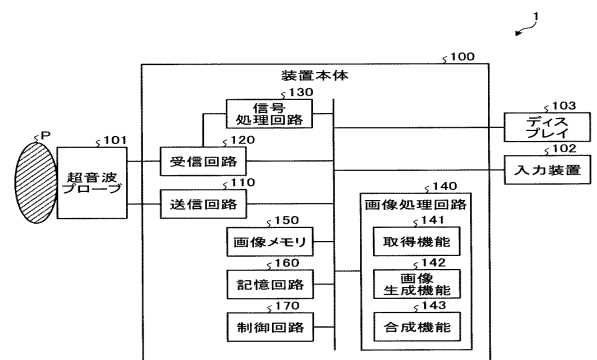 1
100
装置本体
130
信号
処理回路
103
ディス
プレイ
P
101
超音波
プローブ
120
受信回路
102
入力装置
110
送信回路
140
画像処理回路
141
取得機能
150
画像メモリ
142
画像
生成機能
160
記憶回路
143
合成機能
170
制御回路